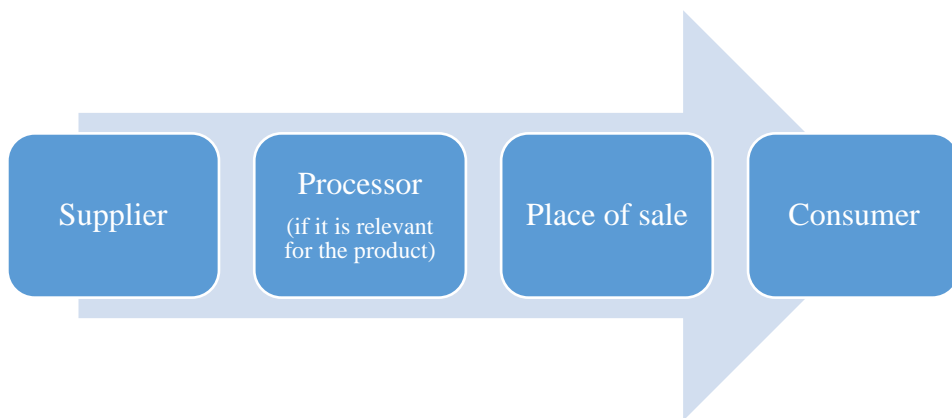 Supplier
Processor
(if it is relevant
for the product)
Place of sale
Consumer